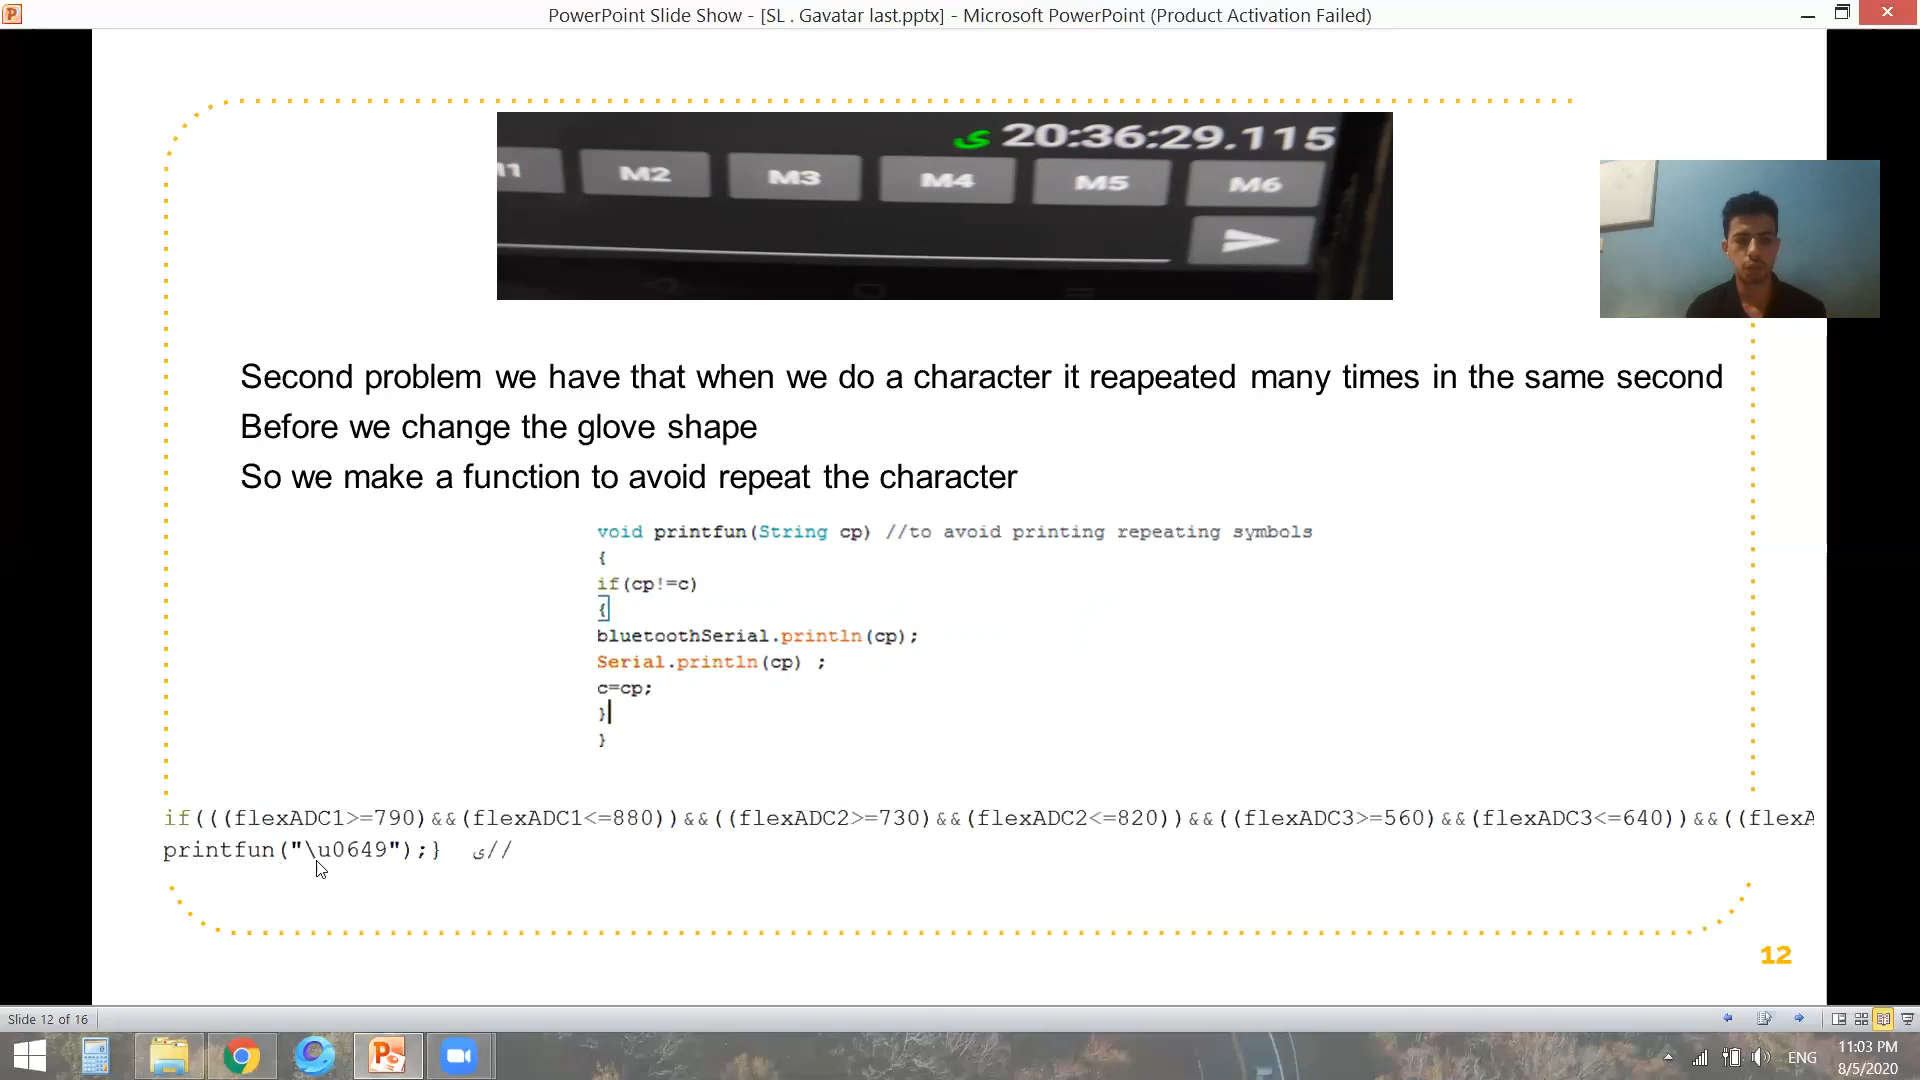 PowerPoint Slide Show - [SL . Gavatar last.pptx] - Microsoft PowerPoint (Product Activation Failed)
ى 20:36:29.115
M2 M3 M4 M5 M6
Second problem we have that when we do a character it reapeated many times in the same second
Before we change the glove shape
So we make a function to avoid repeat the character
void printfun(String cp) //to avoid printing repeating symbols
{
if(cp!=c)
{
bluetoothSerial.println(cp);
Serial.println(cp) ;
c=cp;
}
}
if(((flexADC1>=790)&&(flexADC1<=880))&&((flexADC2>=730)&&(flexADC2<=820))&&((flexADC3>=560)&&(flexADC3<=640))&&((flexA
printfun("\u0649");} ى//
12
Slide 12 of 16
ENG
11:03 PM
8/5/2020